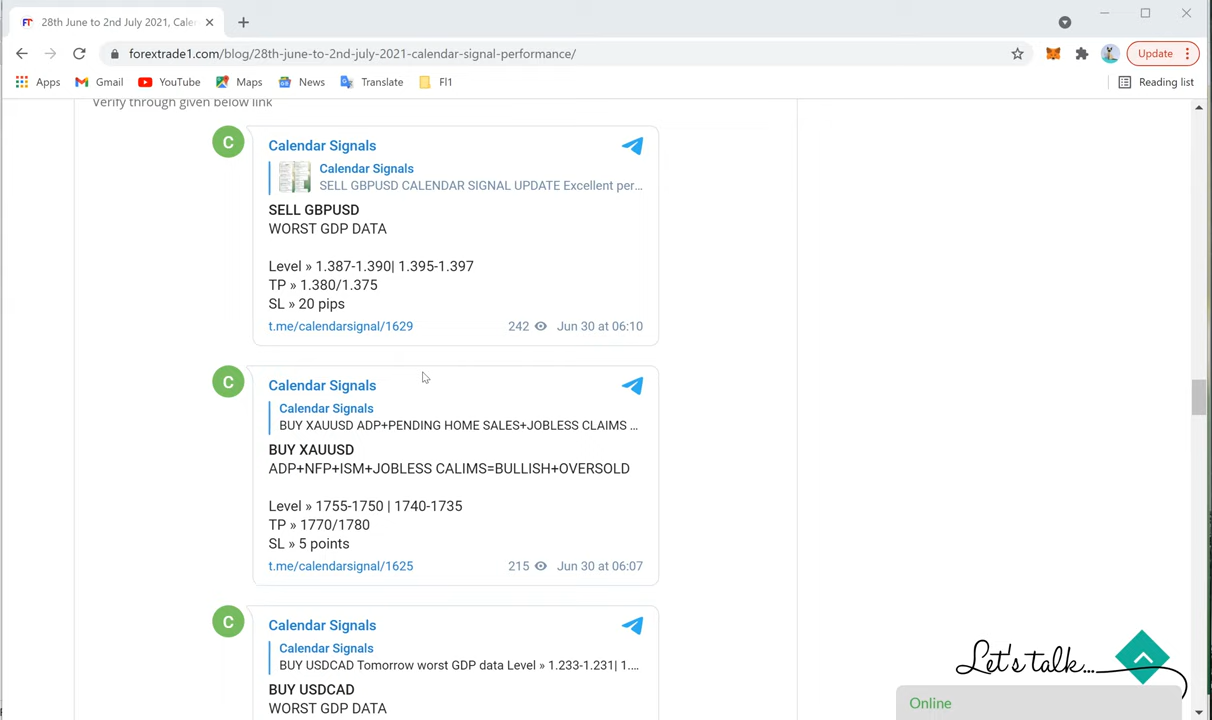 28th June to 2nd July 2021, Cale
forextrade1.com/blog/28th-june-to-2nd-july-2021-calendar-signal-performance/
Update
Apps Gmail YouTube Maps News Translate Fl1 Reading list
Verify through given below link
C
Calendar Signals
Calendar Signals
SELL GBPUSD CALENDAR SIGNAL UPDATE Excellent per...
SELL GBPUSD
WORST GDP DATA
Level » 1.387-1.390| 1.395-1.397
TP » 1.380/1.375
SL » 20 pips
t.me/calendarsignal/1629 242 Jun 30 at 06:10
C
Calendar Signals
Calendar Signals
BUY XAUUSD ADP+PENDING HOME SALES+JOBLESS CLAIMS ...
BUY XAUUSD
ADP+NFP+ISM+JOBLESS CALIMS=BULLISH+OVERSOLD
Level » 1755-1750 | 1740-1735
TP » 1770/1780
SL » 5 points
t.me/calendarsignal/1625 215 Jun 30 at 06:07
C
Calendar Signals
Calendar Signals
BUY USDCAD Tomorrow worst GDP data Level » 1.233-1.231| 1....
BUY USDCAD
WORST GDP DATA
Let's talk...
Online